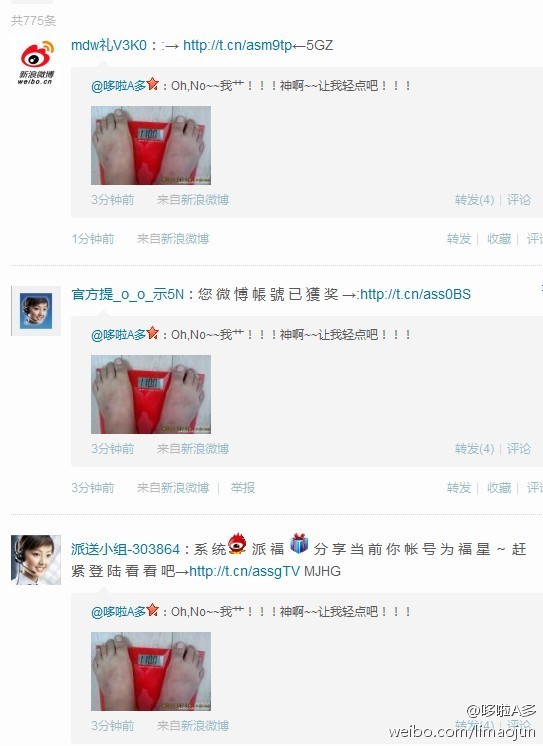 共775条
新浪微博
weibo.cn
mdw礼V3K0：:→ http://t.cn/asm9tp←5GZ
@哆啦A多：Oh,No~~我艹！！！神啊~~让我轻点吧！！！
3分钟前 来自新浪微博 转发(4) | 评论
1分钟前 来自新浪微博 转发 | 收藏 | 评
官方提_o_o_示5N：您 微 博 帳 號 已 獲 奖 →:http://t.cn/ass0BS
@哆啦A多：Oh,No~~我艹！！！神啊~~让我轻点吧！！！
3分钟前 来自新浪微博 转发(4) | 评论
3分钟前 来自新浪微博 | 举报 转发 | 收藏 | 评
派送小组-303864：系 统 派 福 分 享 当 前 你 帐 号 为 福 星 ~ 赶
紧 登 陆 看 看 吧→http://t.cn/assgTV MJHG
@哆啦A多：Oh,No~~我艹！！！神啊~~让我轻点吧！！！
3分钟前 来自新浪微博 转发(4) | 评论
@哆啦A多
weibo.com/limaojun